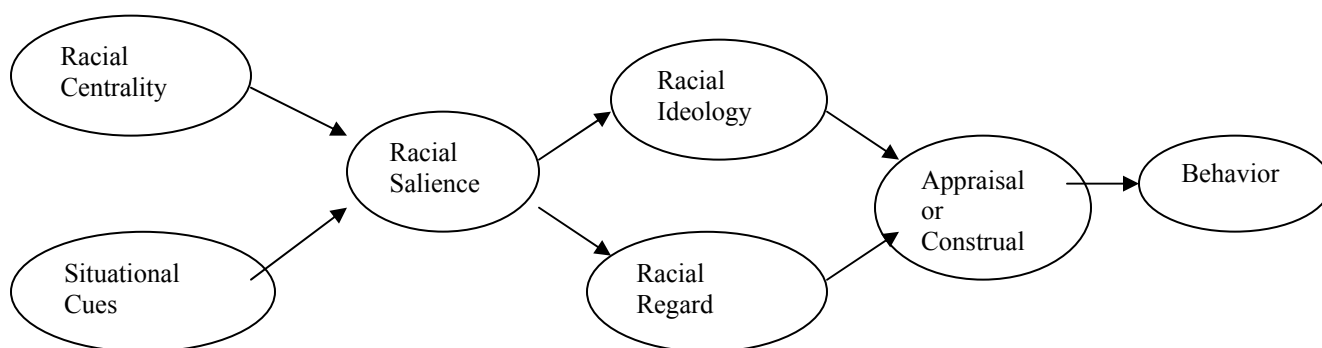 Racial
Centrality
Situational
Cues
Racial
Salience
Racial
Ideology
Racial
Regard
Appraisal
or
Construal
Behavior